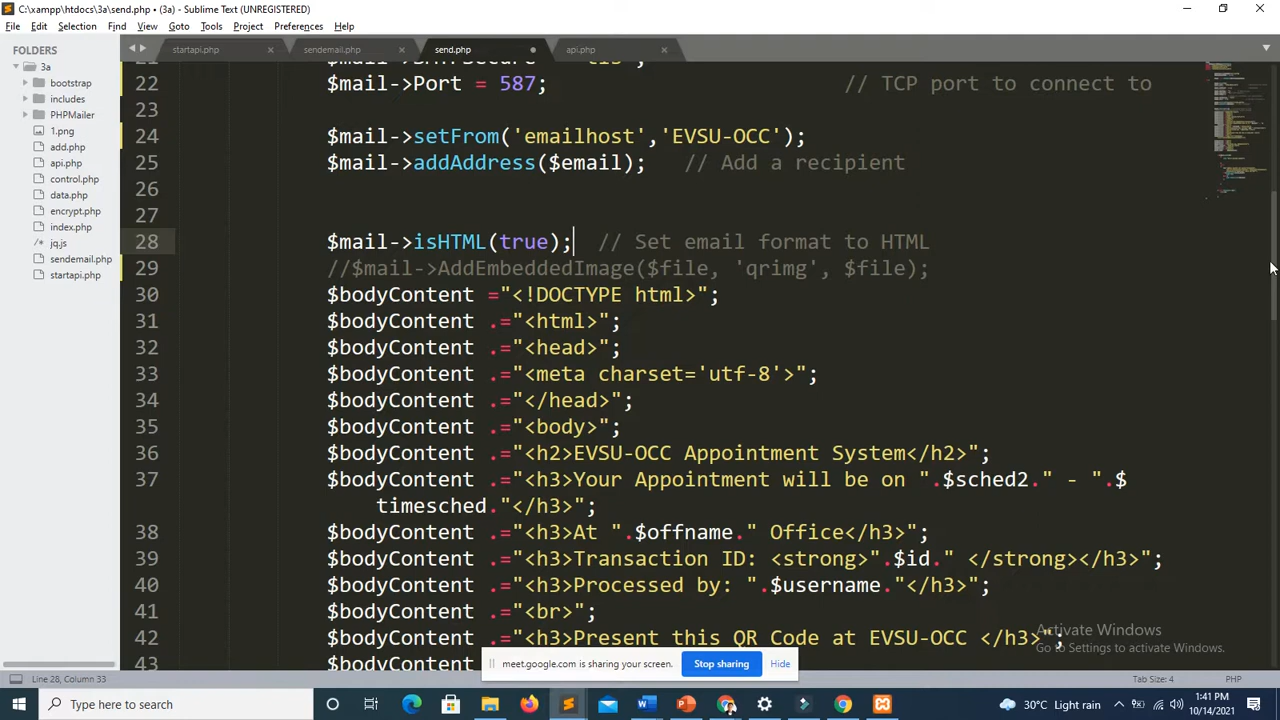 C:\xampp\htdocs\3a\send.php • (3a) - Sublime Text (UNREGISTERED)
File Edit Selection Find View Goto Tools Project Preferences Help
FOLDERS
3a
bootstrap
includes
PHPMailer
1.png
add.php
api.php
control.php
data.php
encrypt.php
index.php
jq.js
sendemail.php
startapi.php
startapi.php sendemail.php send.php api.php
22 $mail->Port = 587; // TCP port to connect to
23
24 $mail->setFrom('emailhost','EVSU-OCC');
25 $mail->addAddress($email); // Add a recipient
26
27
28 $mail->isHTML(true); // Set email format to HTML
29 //$mail->AddEmbeddedImage($file, 'qrimg', $file);
30 $bodyContent ="<!DOCTYPE html>";
31 $bodyContent .="<html>";
32 $bodyContent .="<head>";
33 $bodyContent .="<meta charset='utf-8'>";
34 $bodyContent .="</head>";
35 $bodyContent .="<body>";
36 $bodyContent .="<h2>EVSU-OCC Appointment System</h2>";
37 $bodyContent .="<h3>Your Appointment will be on ".$sched2." - ".$
timesched."</h3>";
38 $bodyContent .="<h3>At ".$offname." Office</h3>";
39 $bodyContent .="<h3>Transaction ID: <strong>".$id." </strong></h3>";
40 $bodyContent .="<h3>Processed by: ".$username."</h3>";
41 $bodyContent .="<br>";
42 $bodyContent .="<h3>Present this QR Code at EVSU-OCC </h3>";
43 $bodyContent
Activate Windows
Go to Settings to activate Windows.
meet.google.com is sharing your screen. Stop sharing Hide
Line 28, Column 33 Tab Size: 4 PHP
Type here to search 30°C Light rain 1:41 PM
10/14/2021